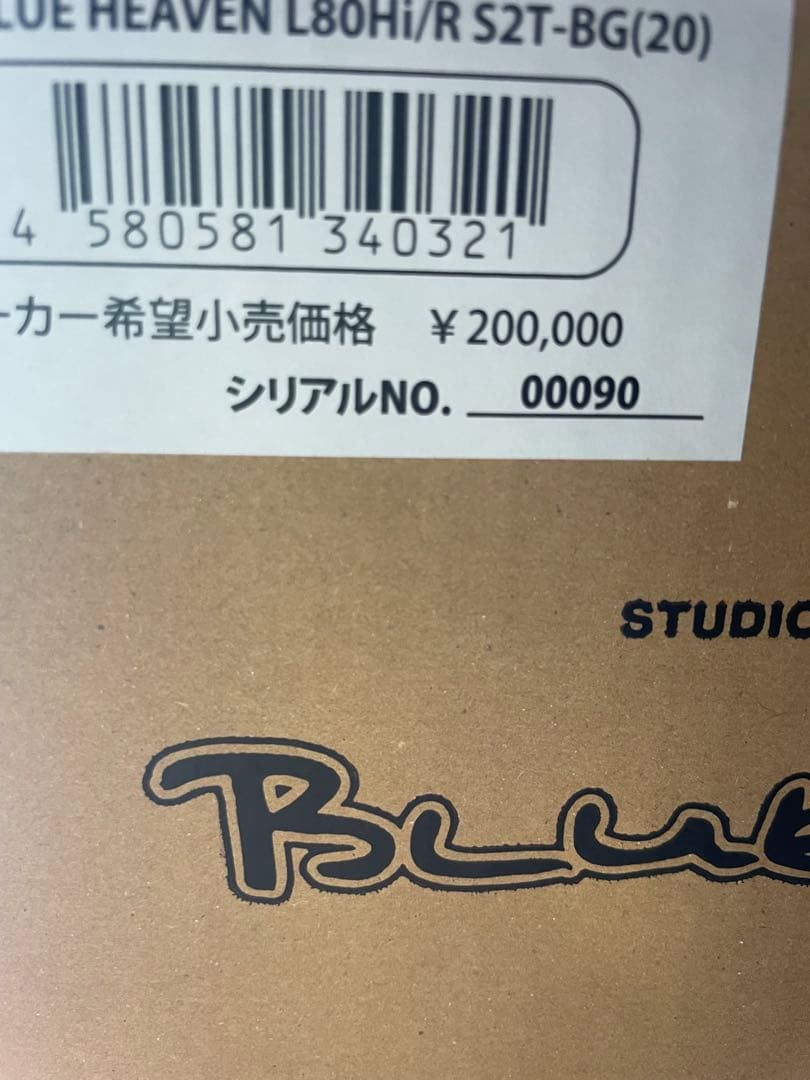 LUE HEAVEN L80Hi/R S2T-BG(20)
4 580581 340321
ーカー希望小売価格 ￥200,000
シリアルNO. 00090
STUDIO
Blue